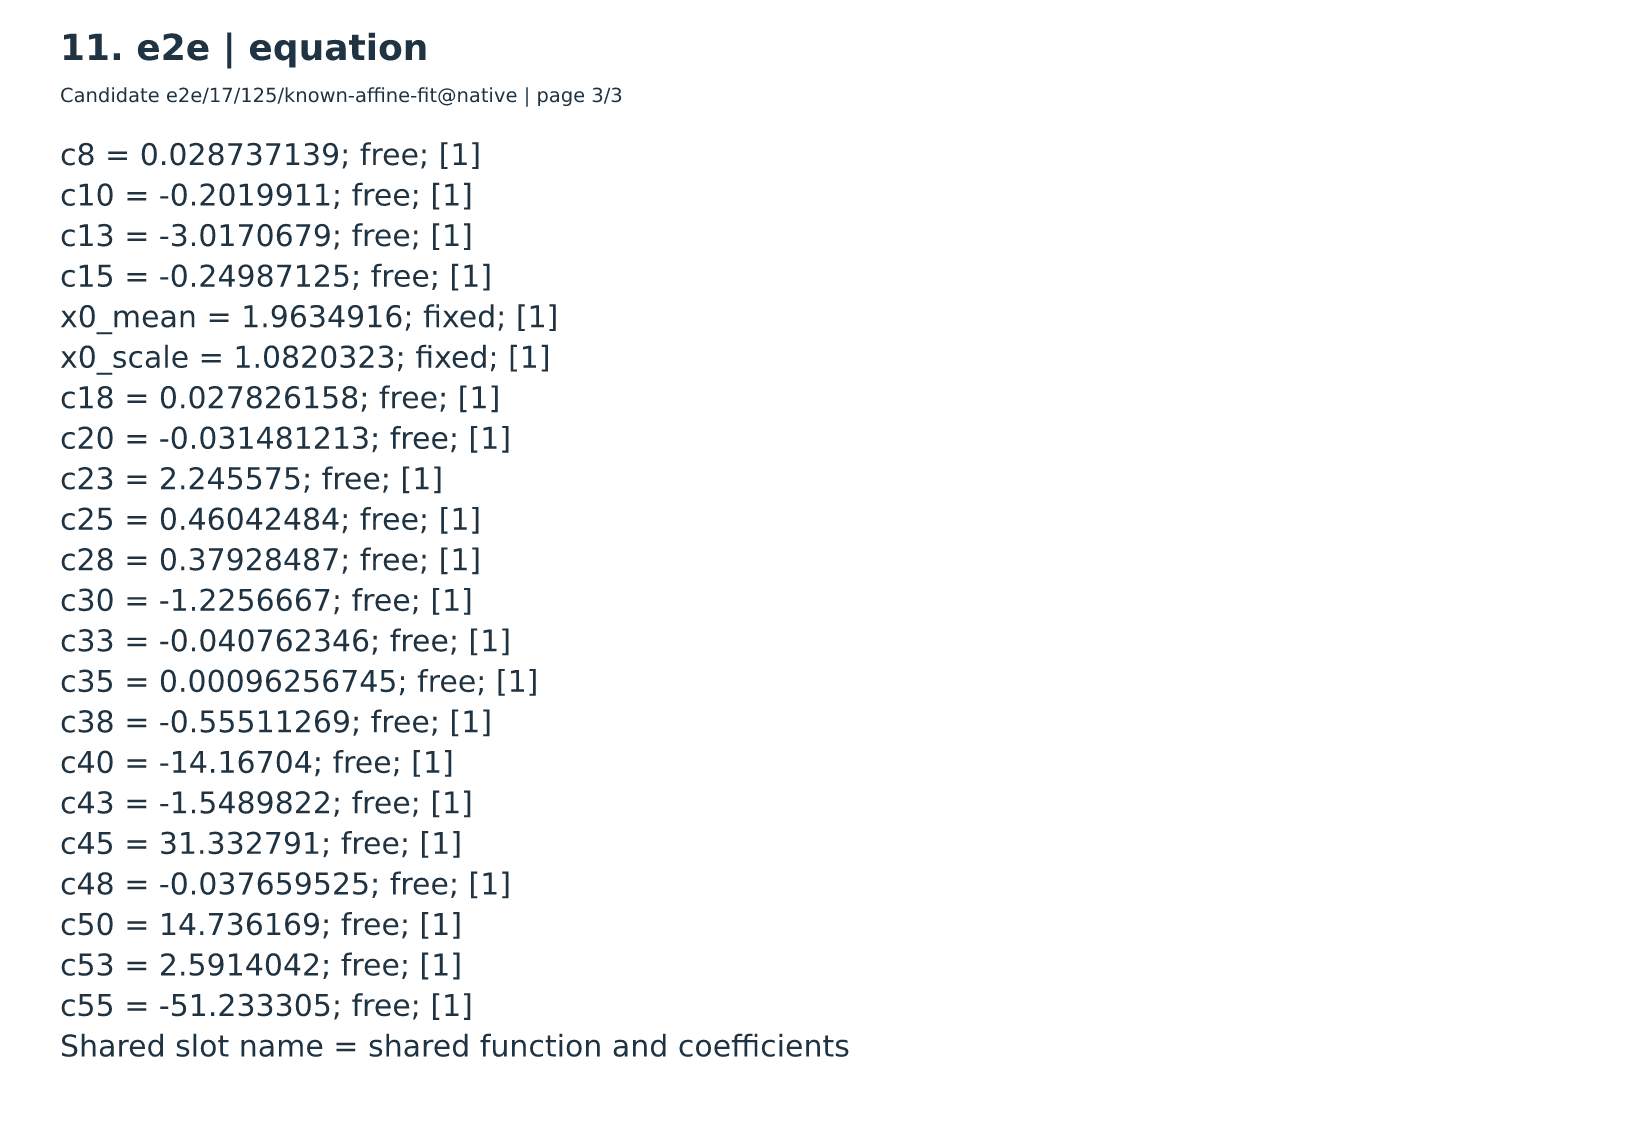 11. e2e | equation
Candidate e2e/17/125/known-affine-fit@native | page 3/3
c8 = 0.028737139; free; [1]
c10 = -0.2019911; free; [1]
c13 = -3.0170679; free; [1]
c15 = -0.24987125; free; [1]
x0_mean = 1.9634916; fixed; [1]
x0_scale = 1.0820323; fixed; [1]
c18 = 0.027826158; free; [1]
c20 = -0.031481213; free; [1]
c23 = 2.245575; free; [1]
c25 = 0.46042484; free; [1]
c28 = 0.37928487; free; [1]
c30 = -1.2256667; free; [1]
c33 = -0.040762346; free; [1]
c35 = 0.00096256745; free; [1]
c38 = -0.55511269; free; [1]
c40 = -14.16704; free; [1]
c43 = -1.5489822; free; [1]
c45 = 31.332791; free; [1]
c48 = -0.037659525; free; [1]
c50 = 14.736169; free; [1]
c53 = 2.5914042; free; [1]
c55 = -51.233305; free; [1]
Shared slot name = shared function and coefficients